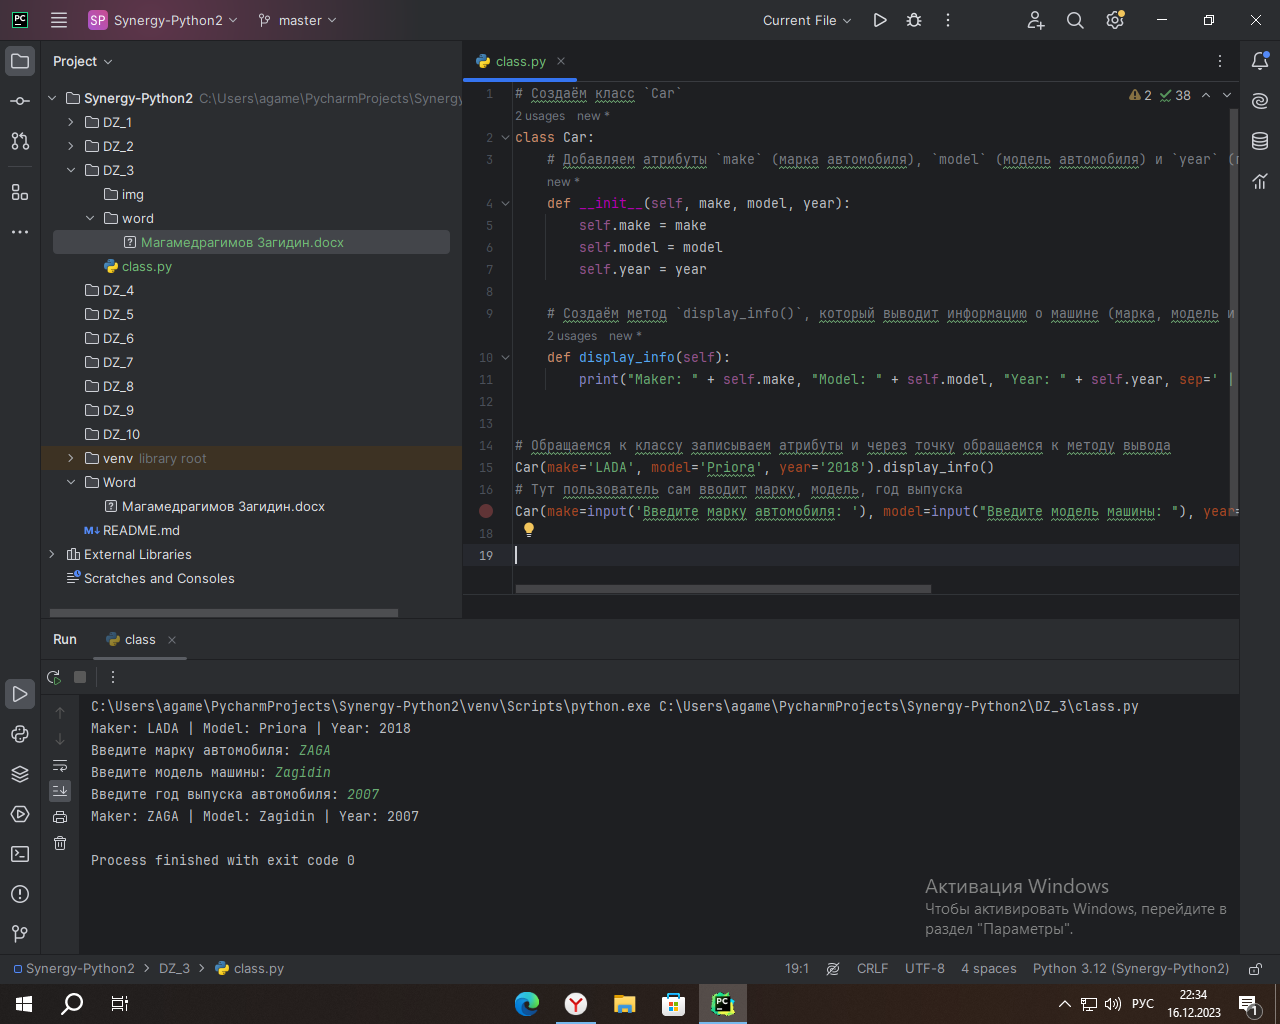 SP Synergy-Python2 master Current File
Project
class.py
Synergy-Python2 C:\Users\agame\PycharmProjects\Synergy
DZ_1
DZ_2
DZ_3
img
word
Магамедрагимов Загидин.docx
class.py
DZ_4
DZ_5
DZ_6
DZ_7
DZ_8
DZ_9
DZ_10
venv library root
Word
Магамедрагимов Загидин.docx
README.md
External Libraries
Scratches and Consoles
2 38
1 # Создаём класс `Car`
2 usages new *
2 class Car:
3 # Добавляем атрибуты `make` (марка автомобиля), `model` (модель автомобиля) и `year` (
new *
4 def __init__(self, make, model, year):
5 self.make = make
6 self.model = model
7 self.year = year
8
9 # Создаём метод `display_info()`, который выводит информацию о машине (марка, модель и
2 usages new *
10 def display_info(self):
11 print("Maker: " + self.make, "Model: " + self.model, "Year: " + self.year, sep=' |
12
13
14 # Обращаемся к классу записываем атрибуты и через точку обращаемся к методу вывода
15 Car(make='LADA', model='Priora', year='2018').display_info()
16 # Тут пользователь сам вводит марку, модель, год выпуска
Car(make=input('Введите марку автомобиля: '), model=input("Введите модель машины: "), year=
18
19
Run class
C:\Users\agame\PycharmProjects\Synergy-Python2\venv\Scripts\python.exe C:\Users\agame\PycharmProjects\Synergy-Python2\DZ_3\class.py
Maker: LADA | Model: Priora | Year: 2018
Введите марку автомобиля: ZAGA
Введите модель машины: Zagidin
Введите год выпуска автомобиля: 2007
Maker: ZAGA | Model: Zagidin | Year: 2007
Process finished with exit code 0
Активация Windows
Чтобы активировать Windows, перейдите в
раздел "Параметры".
Synergy-Python2 > DZ_3 > class.py 19:1 CRLF UTF-8 4 spaces Python 3.12 (Synergy-Python2)
РУС
22:34
16.12.2023
1